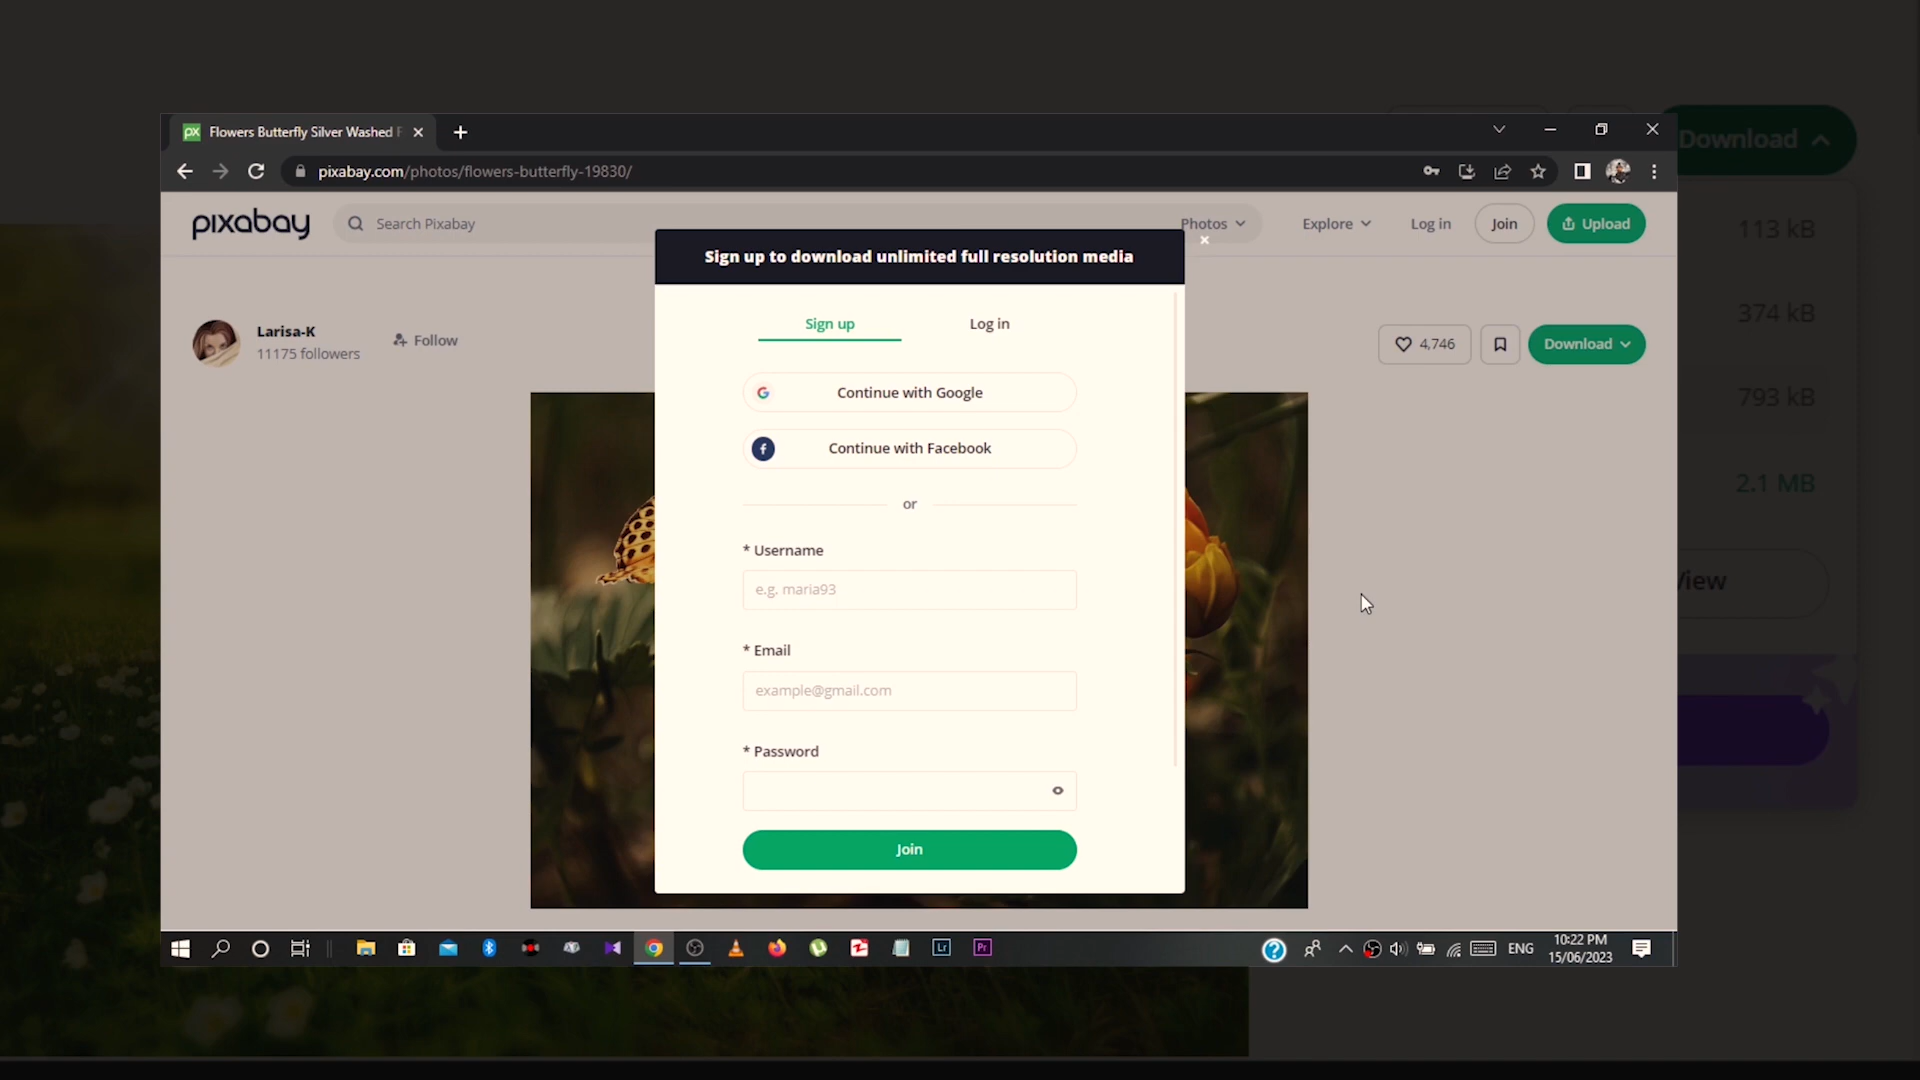 Flowers Butterfly Silver Washed F
pixabay.com/photos/flowers-butterfly-19830/
Download
113 kB
374 kB
793 kB
2.1 MB
View
pixabay
Search Pixabay
Photos
Explore
Log in
Join
Upload
Larisa-K
11175 followers
Follow
4,746
Download
Sign up to download unlimited full resolution media
Sign up
Log in
Continue with Google
Continue with Facebook
or
* Username
e.g. maria93
* Email
example@gmail.com
* Password
Join
Lr
Pr
ENG
10:22 PM
15/06/2023